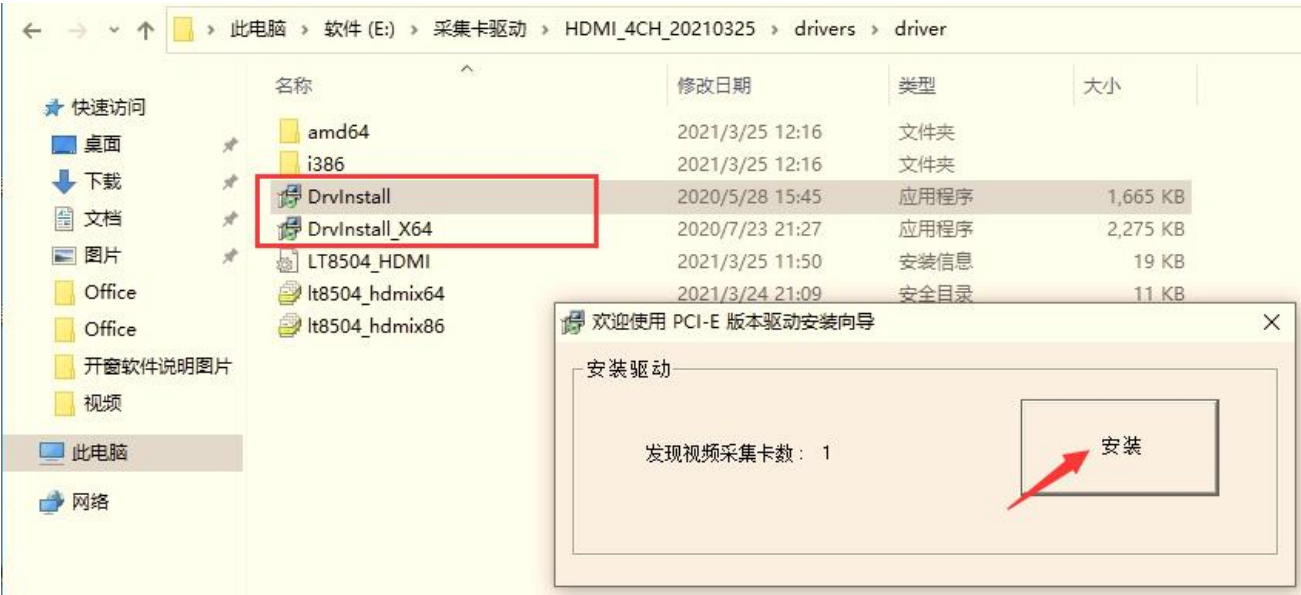 此电脑 › 软件 (E:) › 采集卡驱动 › HDMI_4CH_20210325 › drivers › driver
名称 修改日期 类型 大小
快速访问
桌面
下载
文档
图片
Office
Office
开窗软件说明图片
视频
此电脑
网络
amd64 2021/3/25 12:16 文件夹
i386 2021/3/25 12:16 文件夹
DrvInstall 2020/5/28 15:45 应用程序 1,665 KB
DrvInstall_X64 2020/7/23 21:27 应用程序 2,275 KB
LT8504_HDMI 2021/3/25 11:50 安装信息 19 KB
lt8504_hdmix64 2021/3/24 21:09 安全目录 11 KB
lt8504_hdmix86
欢迎使用 PCI-E 版本驱动安装向导
安装驱动
发现视频采集卡数： 1
安装